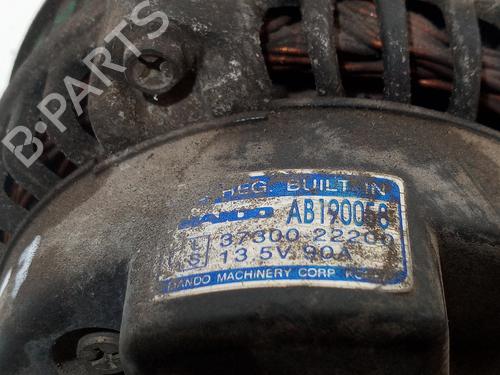 B-PARTS
REG. BUILT IN
MANDO AB190058
L 37300-22200
S 13.5V 90A
MANDO MACHINERY CORP